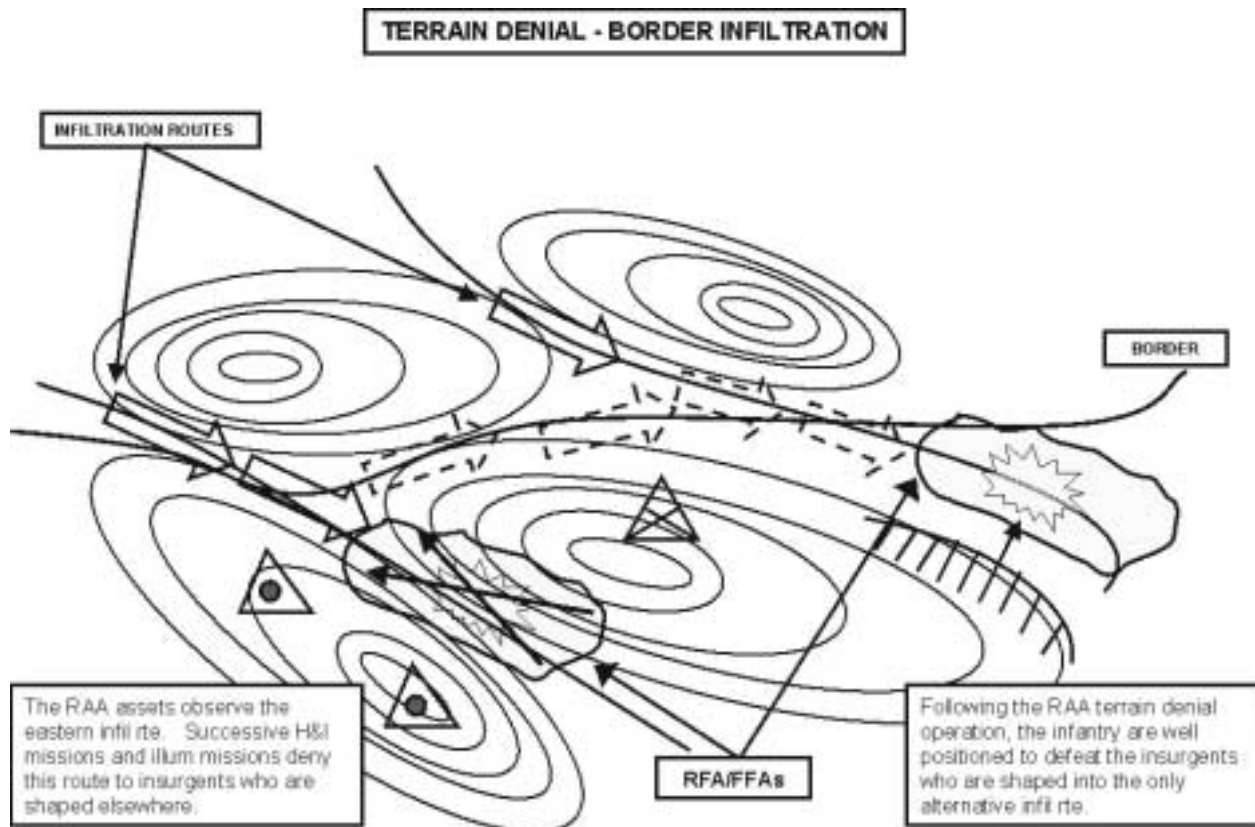 TERRAIN DENIAL - BORDER INFILTRATION
INFILTRATION ROUTES
BORDER
The RAA assets observe the
eastern infil rte. Successive H&I
missions and illum missions deny
this route to insurgents who are
shaped elsewhere.
RFA/FFAs
Following the RAA terrain denial
operation, the infantry are well
positioned to defeat the insurgents
who are shaped into the only
alternative infil rte.